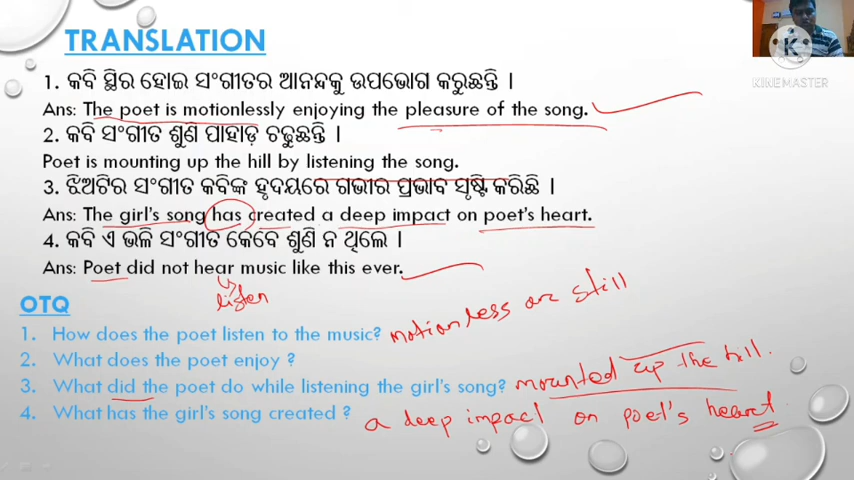 TRANSLATION
KINEMASTER
1. କବି ସ୍ଥିର ହୋଇ ସଂଗୀତର ଆନନ୍ଦକୁ ଉପଭୋଗ କରୁଛନ୍ତି ।
Ans: The poet is motionlessly enjoying the pleasure of the song.
2. କବି ସଂଗୀତ ଶୁଣି ପାହାଡ଼ ଚଢୁଛନ୍ତି ।
Poet is mounting up the hill by listening the song.
3. ଝିଅଟିର ସଂଗୀତ କବିଙ୍କ ହୃଦୟରେ ଗଭୀର ପ୍ରଭାବ ସୃଷ୍ଟି କରିଛି ।
Ans: The girl's song has created a deep impact on poet's heart.
4. କବି ଏ ଭଳି ସଂଗୀତ କେବେ ଶୁଣି ନ ଥିଲେ ।
Ans: Poet did not hear music like this ever.
listen
OTQ
1. How does the poet listen to the music? motionless or still
2. What does the poet enjoy ?
3. What did the poet do while listening the girl's song? mounted up the hill.
4. What has the girl's song created ? a deep impact on poet's heart